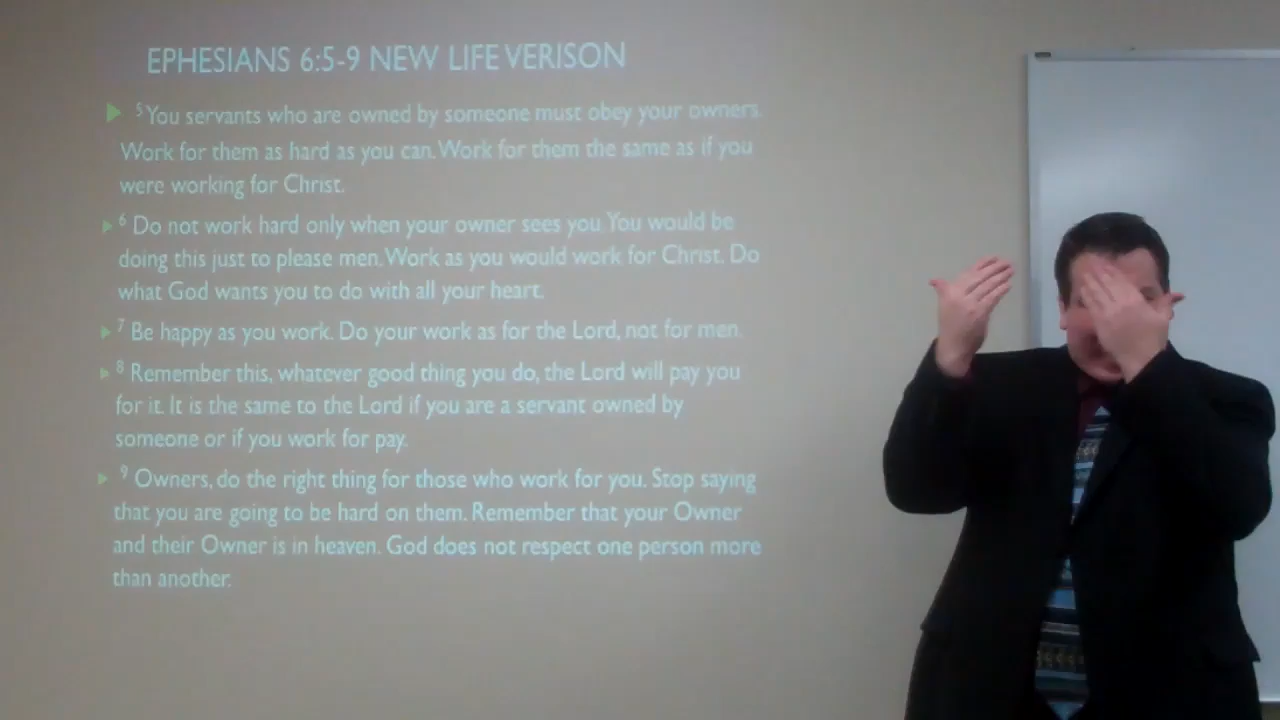 EPHESIANS 6:5-9 NEW LIFE VERISON
5 You servants who are owned by someone must obey your owners.
Work for them as hard as you can. Work for them the same as if you
were working for Christ.
6 Do not work hard only when your owner sees you You would be
doing this just to please men. Work as you would work for Christ. Do
what God wants you to do with all your heart.
7 Be happy as you work. Do your work as for the Lord, not for men.
8 Remember this, whatever good thing you do, the Lord will pay you
for it. It is the same to the Lord if you are a servant owned by
someone or if you work for pay.
9 Owners, do the right thing for those who work for you. Stop saying
that you are going to be hard on them. Remember that your Owner
and their Owner is in heaven. God does not respect one person more
than another.